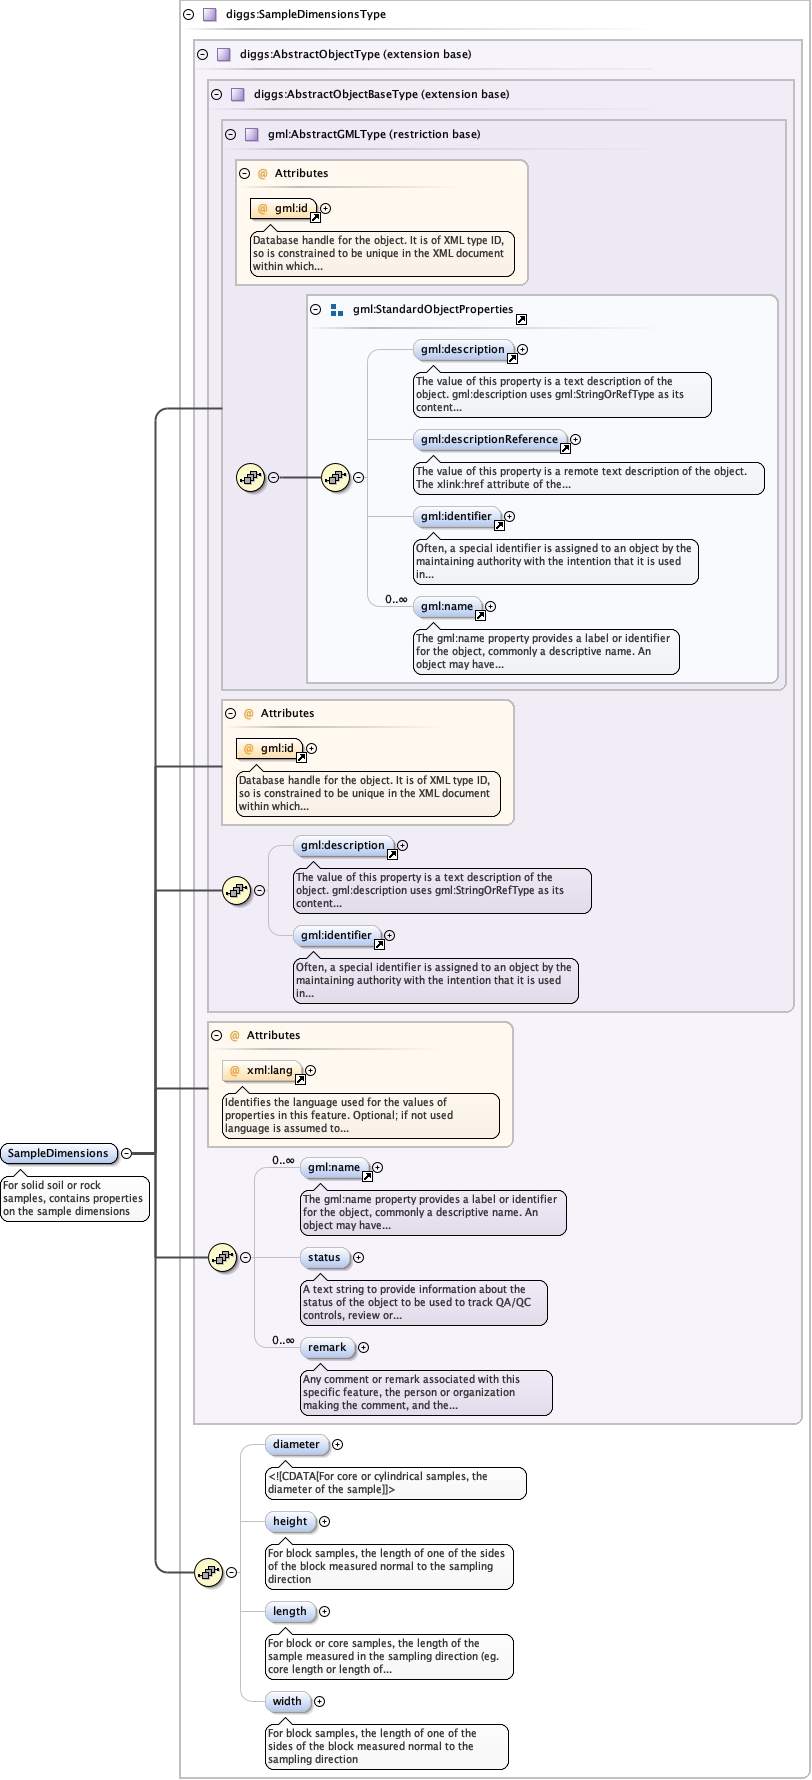 diggs:SampleDimensionsType
diggs:AbstractObjectType (extension base)
diggs:AbstractObjectBaseType (extension base)
gml:AbstractGMLType (restriction base)
@ Attributes
@ gml:id
Database handle for the object. It is of XML type ID,
so is constrained to be unique in the XML document
within which...
gml:StandardObjectProperties
gml:description
The value of this property is a text description of the
object. gml:description uses gml:StringOrRefType as its
content...
gml:descriptionReference
The value of this property is a remote text description of the object.
The xlink:href attribute of the...
gml:identifier
Often, a special identifier is assigned to an object by the
maintaining authority with the intention that it is used
in...
0..∞
gml:name
The gml:name property provides a label or identifier
for the object, commonly a descriptive name. An
object may have...
@ Attributes
@ gml:id
Database handle for the object. It is of XML type ID,
so is constrained to be unique in the XML document
within which...
gml:description
The value of this property is a text description of the
object. gml:description uses gml:StringOrRefType as its
content...
gml:identifier
Often, a special identifier is assigned to an object by the
maintaining authority with the intention that it is used
in...
@ Attributes
@ xml:lang
Identifies the language used for the values of
properties in this feature. Optional; if not used
language is assumed to...
SampleDimensions
For solid soil or rock
samples, contains properties
on the sample dimensions
0..∞
gml:name
The gml:name property provides a label or identifier
for the object, commonly a descriptive name. An
object may have...
status
A text string to provide information about the
status of the object to be used to track QA/QC
controls, review or...
0..∞
remark
Any comment or remark associated with this
specific feature, the person or organization
making the comment, and the...
diameter
<![CDATA[For core or cylindrical samples, the
diameter of the sample]]>
height
For block samples, the length of one of the sides
of the block measured normal to the sampling
direction
length
For block or core samples, the length of the
sample measured in the sampling direction (eg.
core length or length of...
width
For block samples, the length of one of the
sides of the block measured normal to the
sampling direction